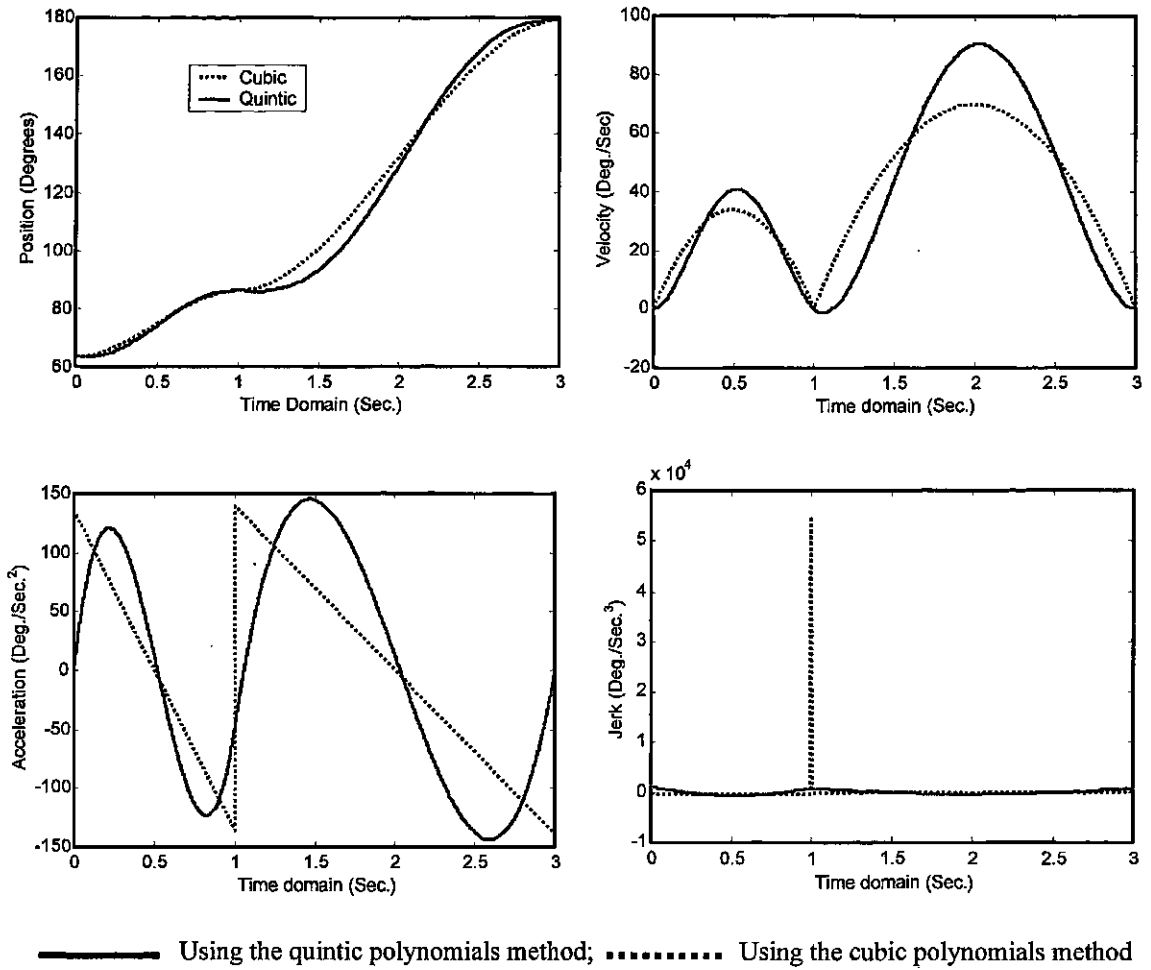 180
160
140
120
100
80
60
Position (Degrees)
Cubic
Quintic
0 0.5 1 1.5 2 2.5 3
Time Domain (Sec.)
100
80
60
40
20
0
-20
Velocity (Deg./Sec)
0 0.5 1 1.5 2 2.5 3
Time domain (Sec.)
150
100
50
0
-50
-100
-150
Acceleration (Deg./Sec.²)
0 0.5 1 1.5 2 2.5 3
Time domain (Sec.)
x 10⁴
6
5
4
3
2
1
0
-1
Jerk (Deg./Sec.³)
0 0.5 1 1.5 2 2.5 3
Time domain (Sec.)
Using the quintic polynomials method; Using the cubic polynomials method